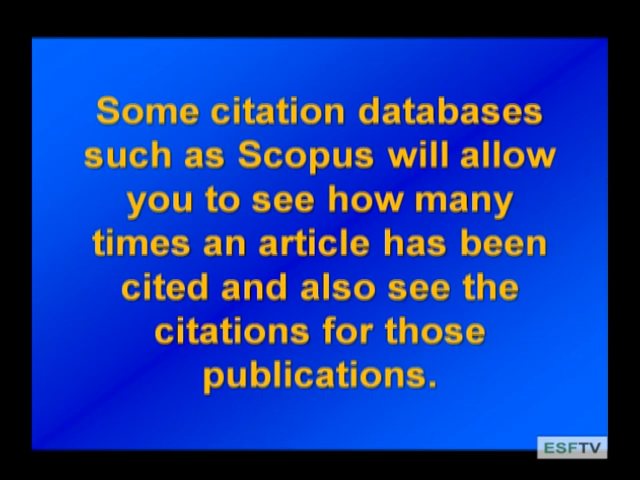 Some citation databases
such as Scopus will allow
you to see how many
times an article has been
cited and also see the
citations for those
publications.
ESFTV